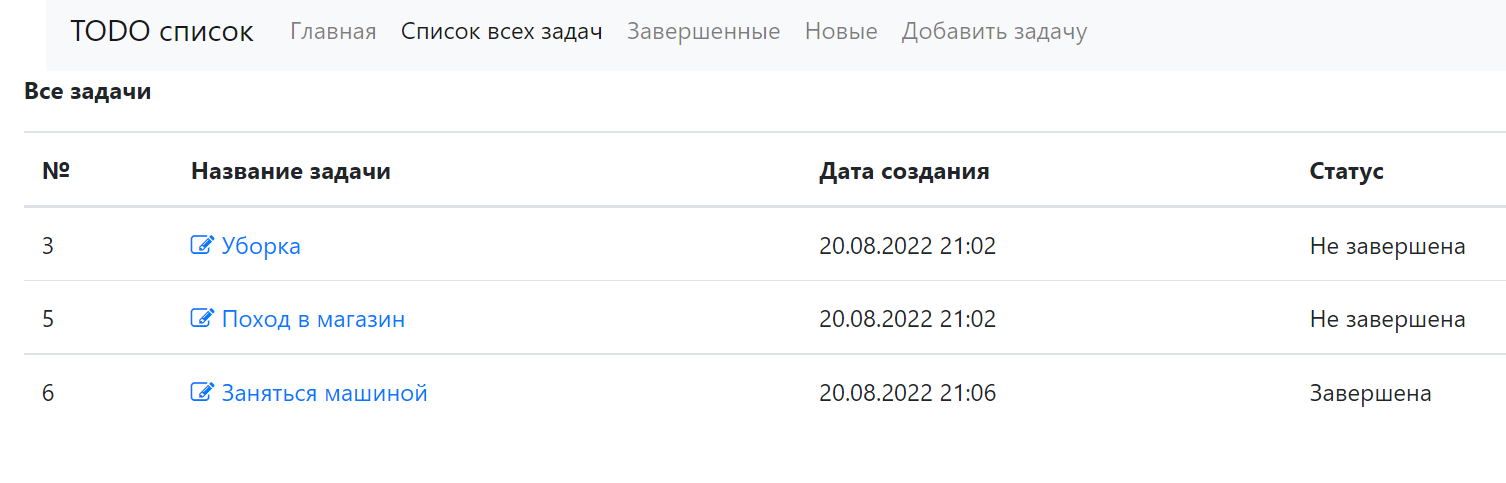 TODO список Главная Список всех задач Завершенные Новые Добавить задачу
Все задачи
№ Название задачи Дата создания Статус
3 Уборка 20.08.2022 21:02 Не завершена
5 Поход в магазин 20.08.2022 21:02 Не завершена
6 Заняться машиной 20.08.2022 21:06 Завершена